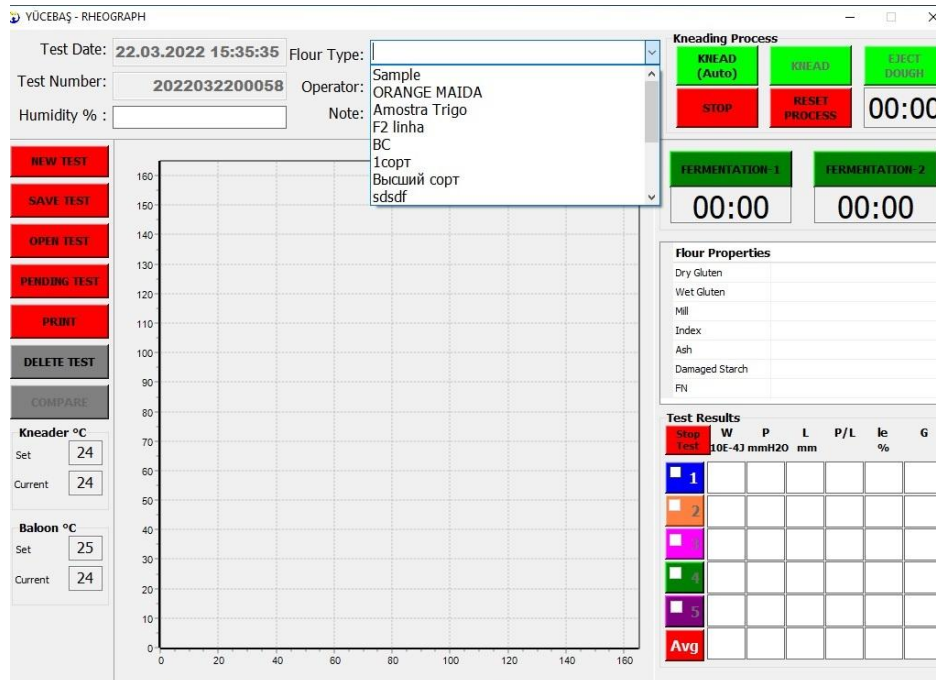 YÜCEBAŞ - RHEOGRAPH
Test Date: 22.03.2022 15:35:35
Test Number: 2022032200058
Humidity % :
Flour Type:
Operator:
Note:
Sample
ORANGE MAIDA
Amostra Trigo
F2 linha
BC
1сорт
Высший сорт
sdsdf
Kneading Process
KNEAD (Auto)
KNEAD
EJECT DOUGH
STOP
RESET PROCESS
00:00
NEW TEST
SAVE TEST
OPEN TEST
PENDING TEST
PRINT
DELETE TEST
COMPARE
Kneader °C
Set 24
Current 24
Baloon °C
Set 25
Current 24
160
150
140
130
120
110
100
90
80
70
60
50
40
30
20
10
0
0 20 40 60 80 100 120 140 160
FERMENTATION-1 FERMENTATION-2
00:00 00:00
Flour Properties
Dry Gluten
Wet Gluten
Mill
Index
Ash
Damaged Starch
FN
Test Results
Stop Test
W P L P/L Ie G
10E-4J mmH2O mm %
1
2
3
4
5
Avg